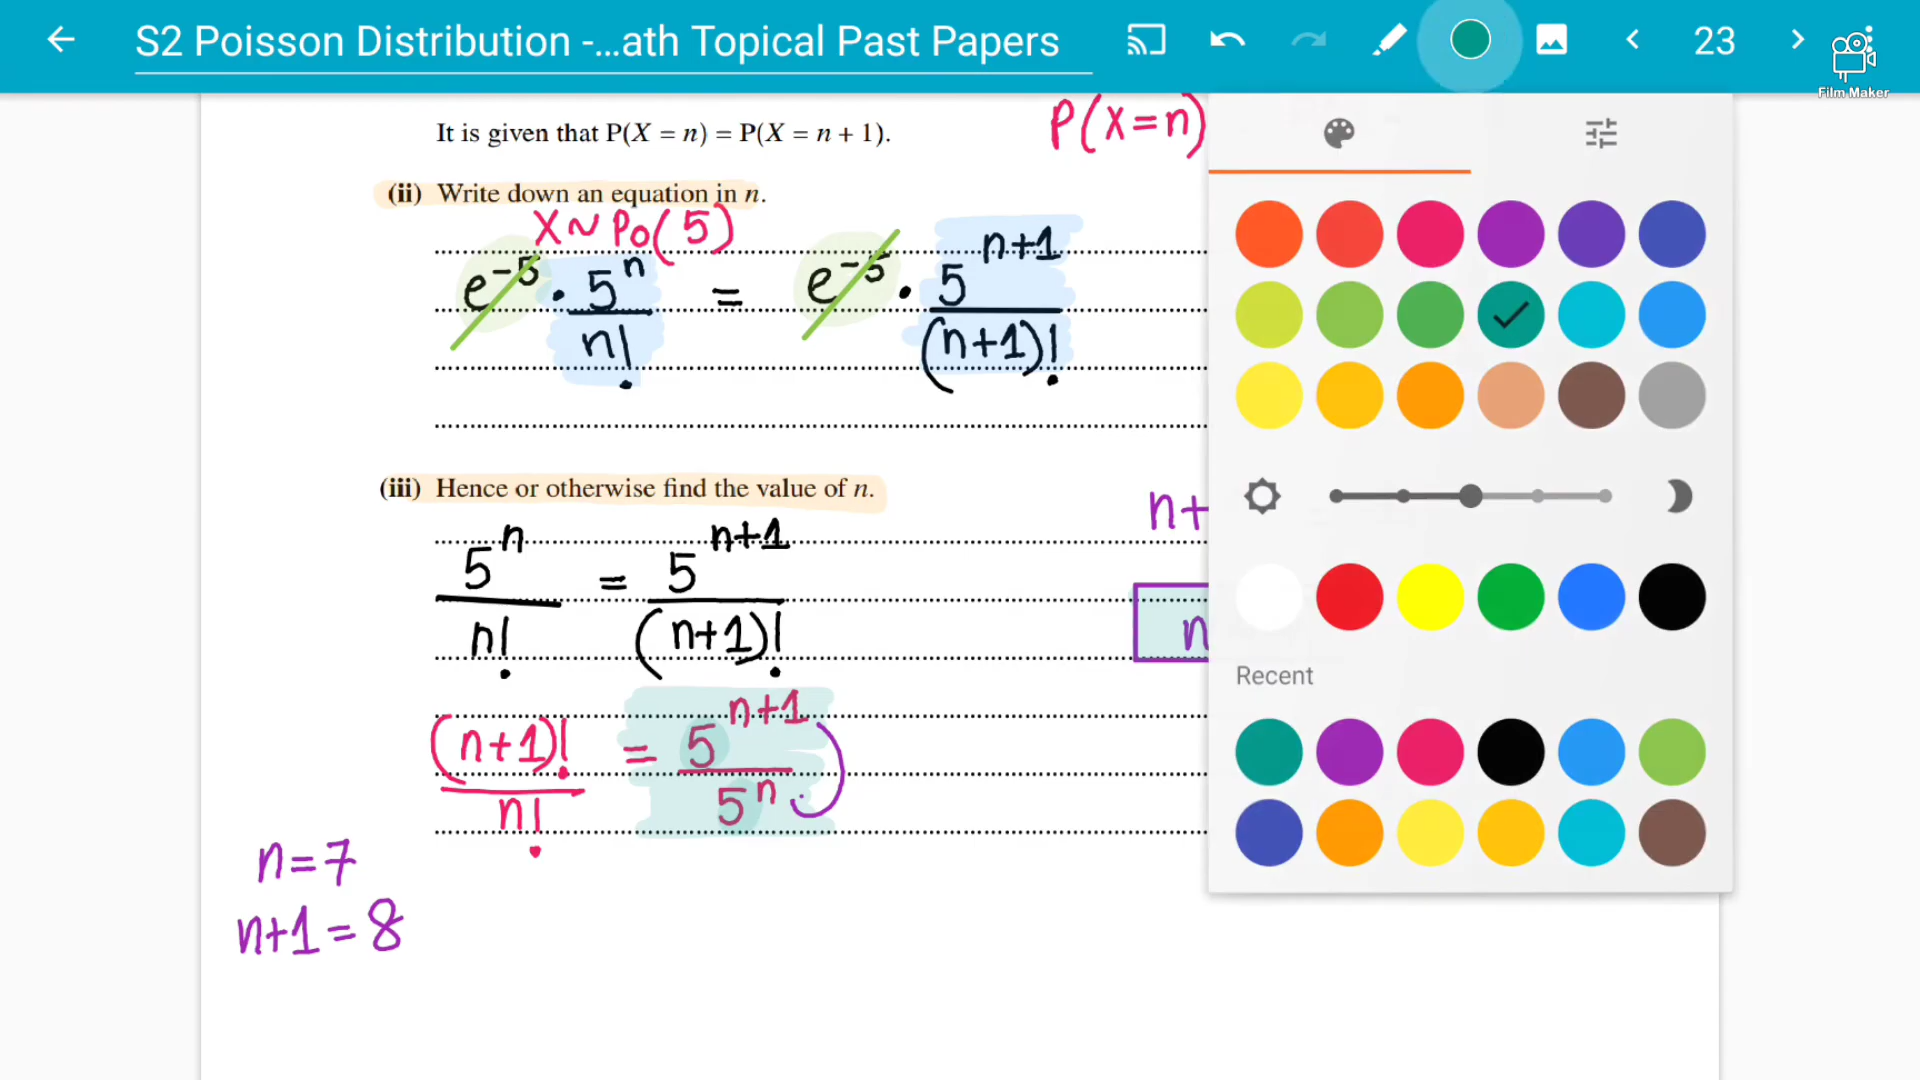 S2 Poisson Distribution -...ath Topical Past Papers
23
Film Maker
It is given that P(X = n) = P(X = n + 1).
P(X=n)
(ii) Write down an equation in n.
X ~ Po(5)
e^-5 · 5^n / n! = e^-5 · 5^n+1 / (n+1)!
(iii) Hence or otherwise find the value of n.
n+
5^n / n! = 5^n+1 / (n+1)!
n
(n+1)! / n! = 5^n+1 / 5^n
n=7
n+1=8
Recent